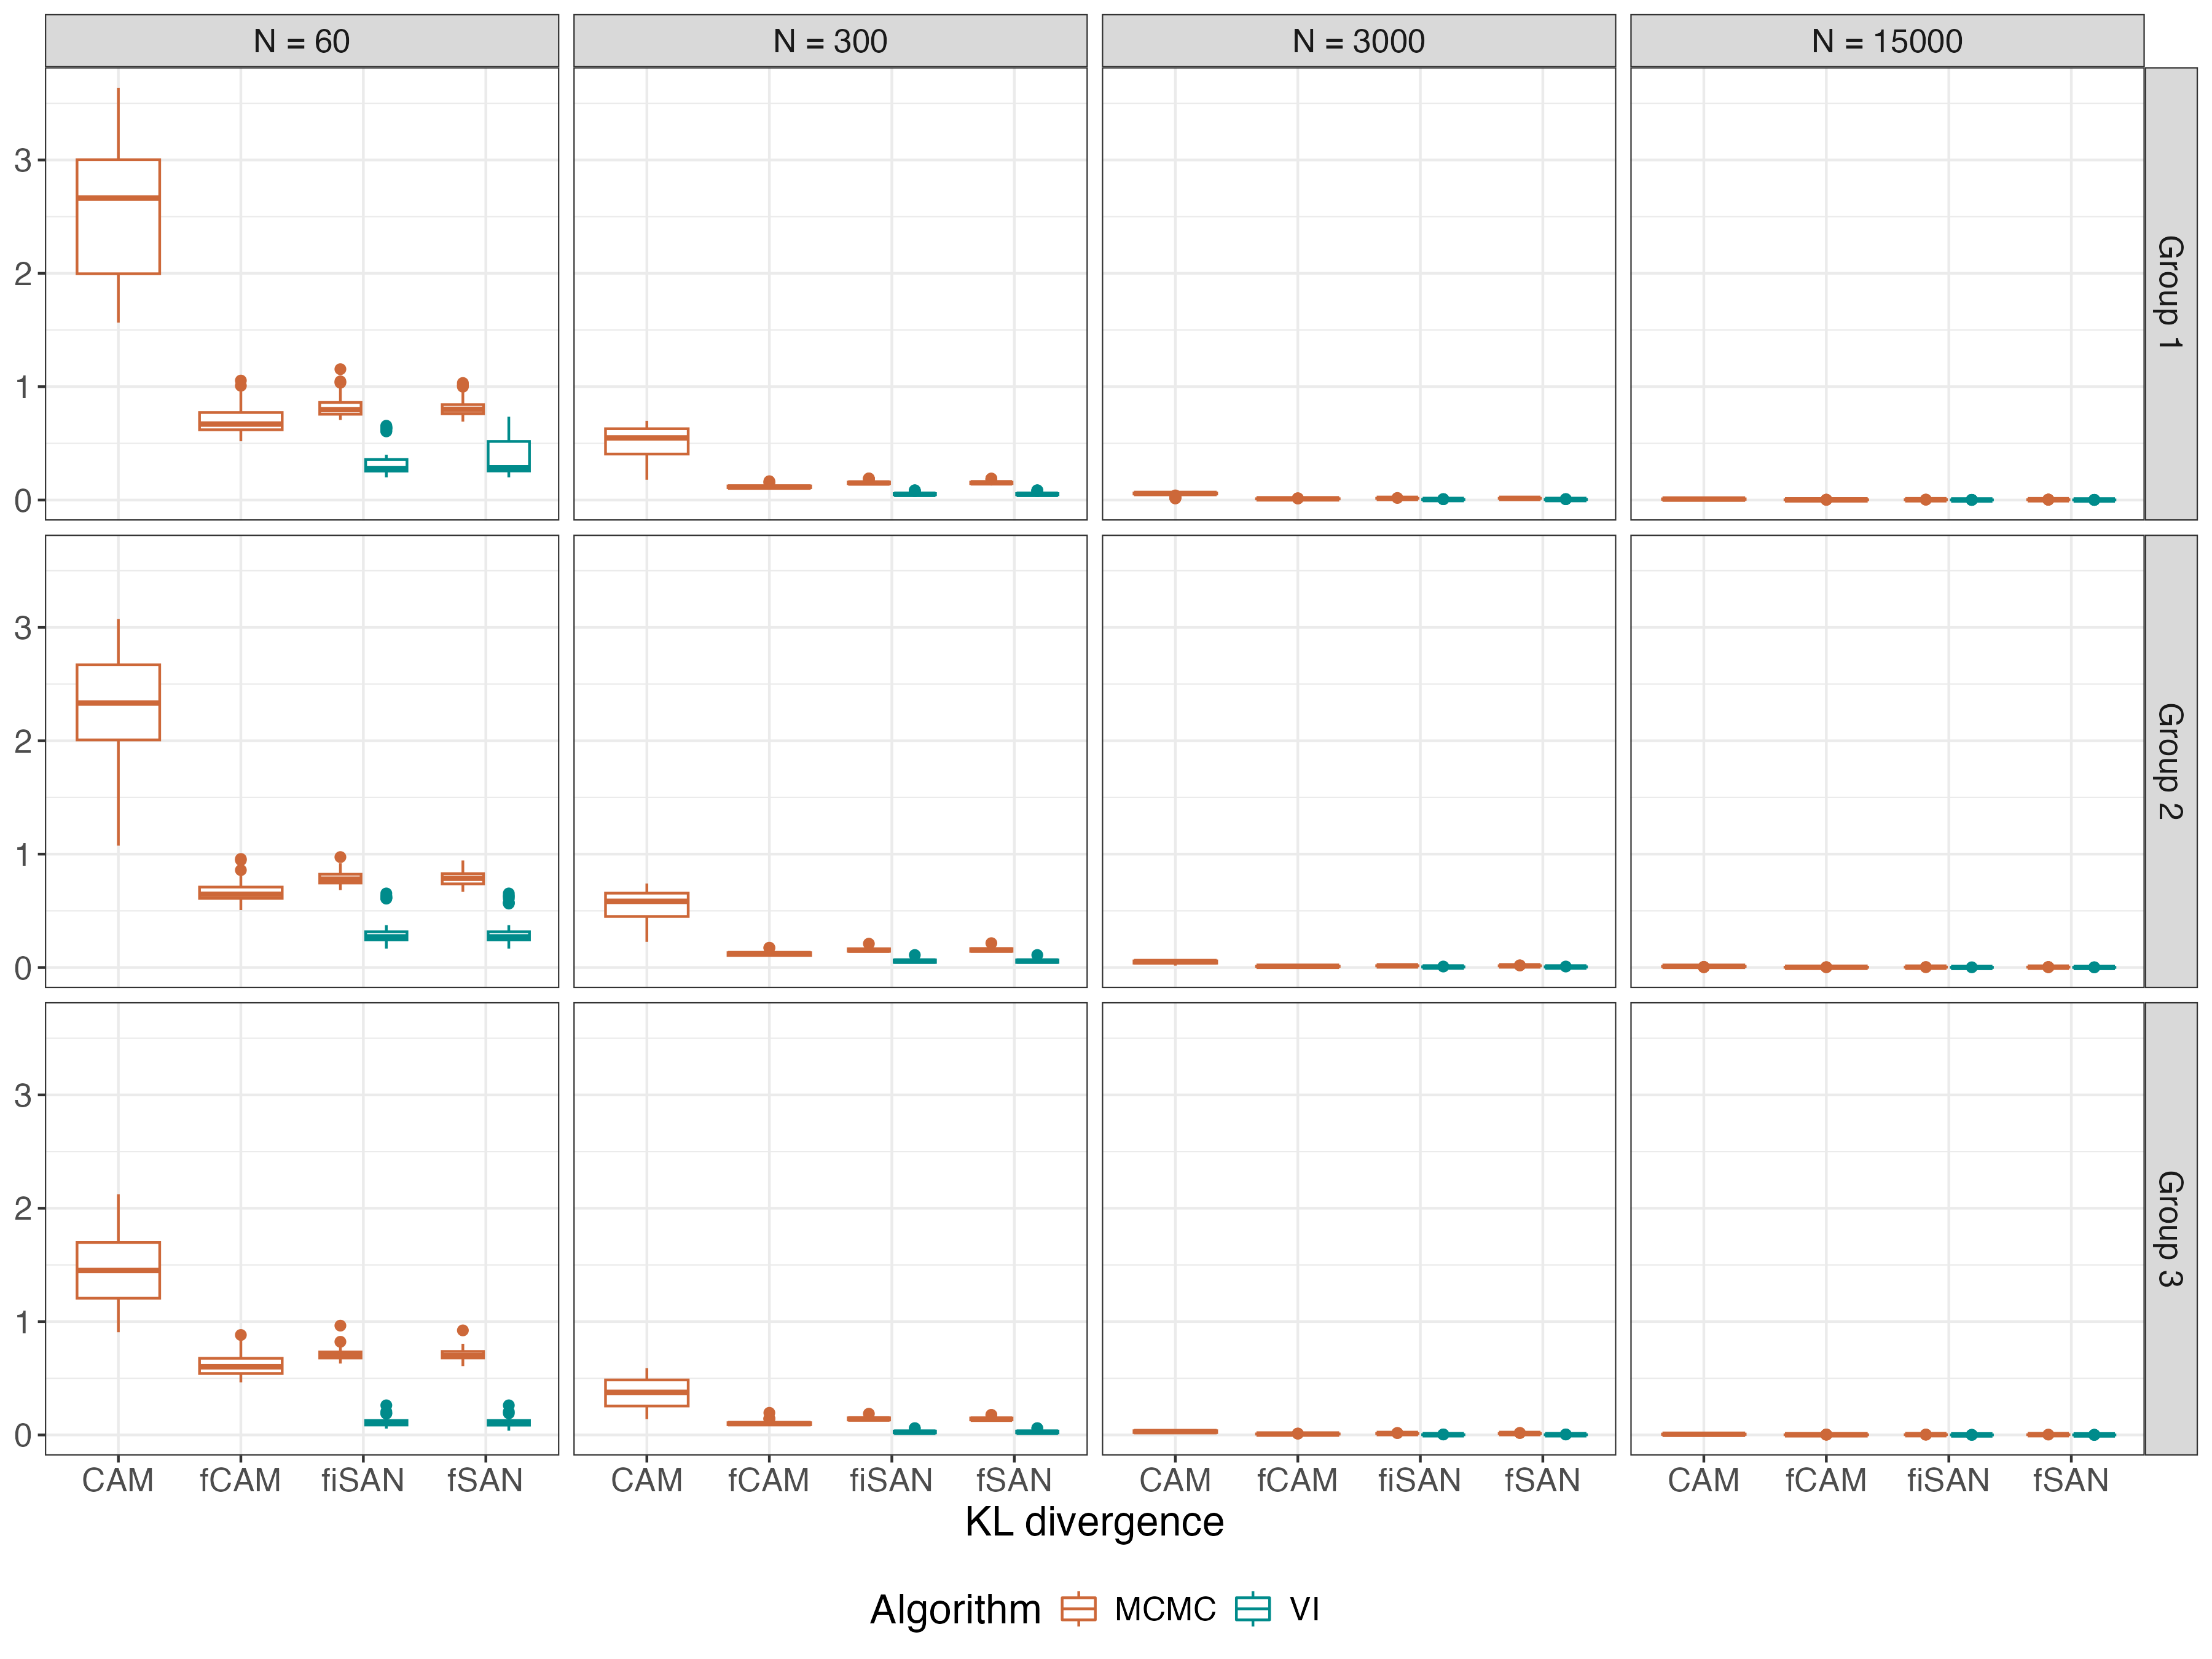 N = 60 N = 300 N = 3000 N = 15000
3
2
1
0
Group 1
3
2
1
0
Group 2
3
2
1
0
Group 3
CAM fCAM fiSAN fSAN CAM fCAM fiSAN fSAN CAM fCAM fiSAN fSAN CAM fCAM fiSAN fSAN
KL divergence
Algorithm MCMC VI